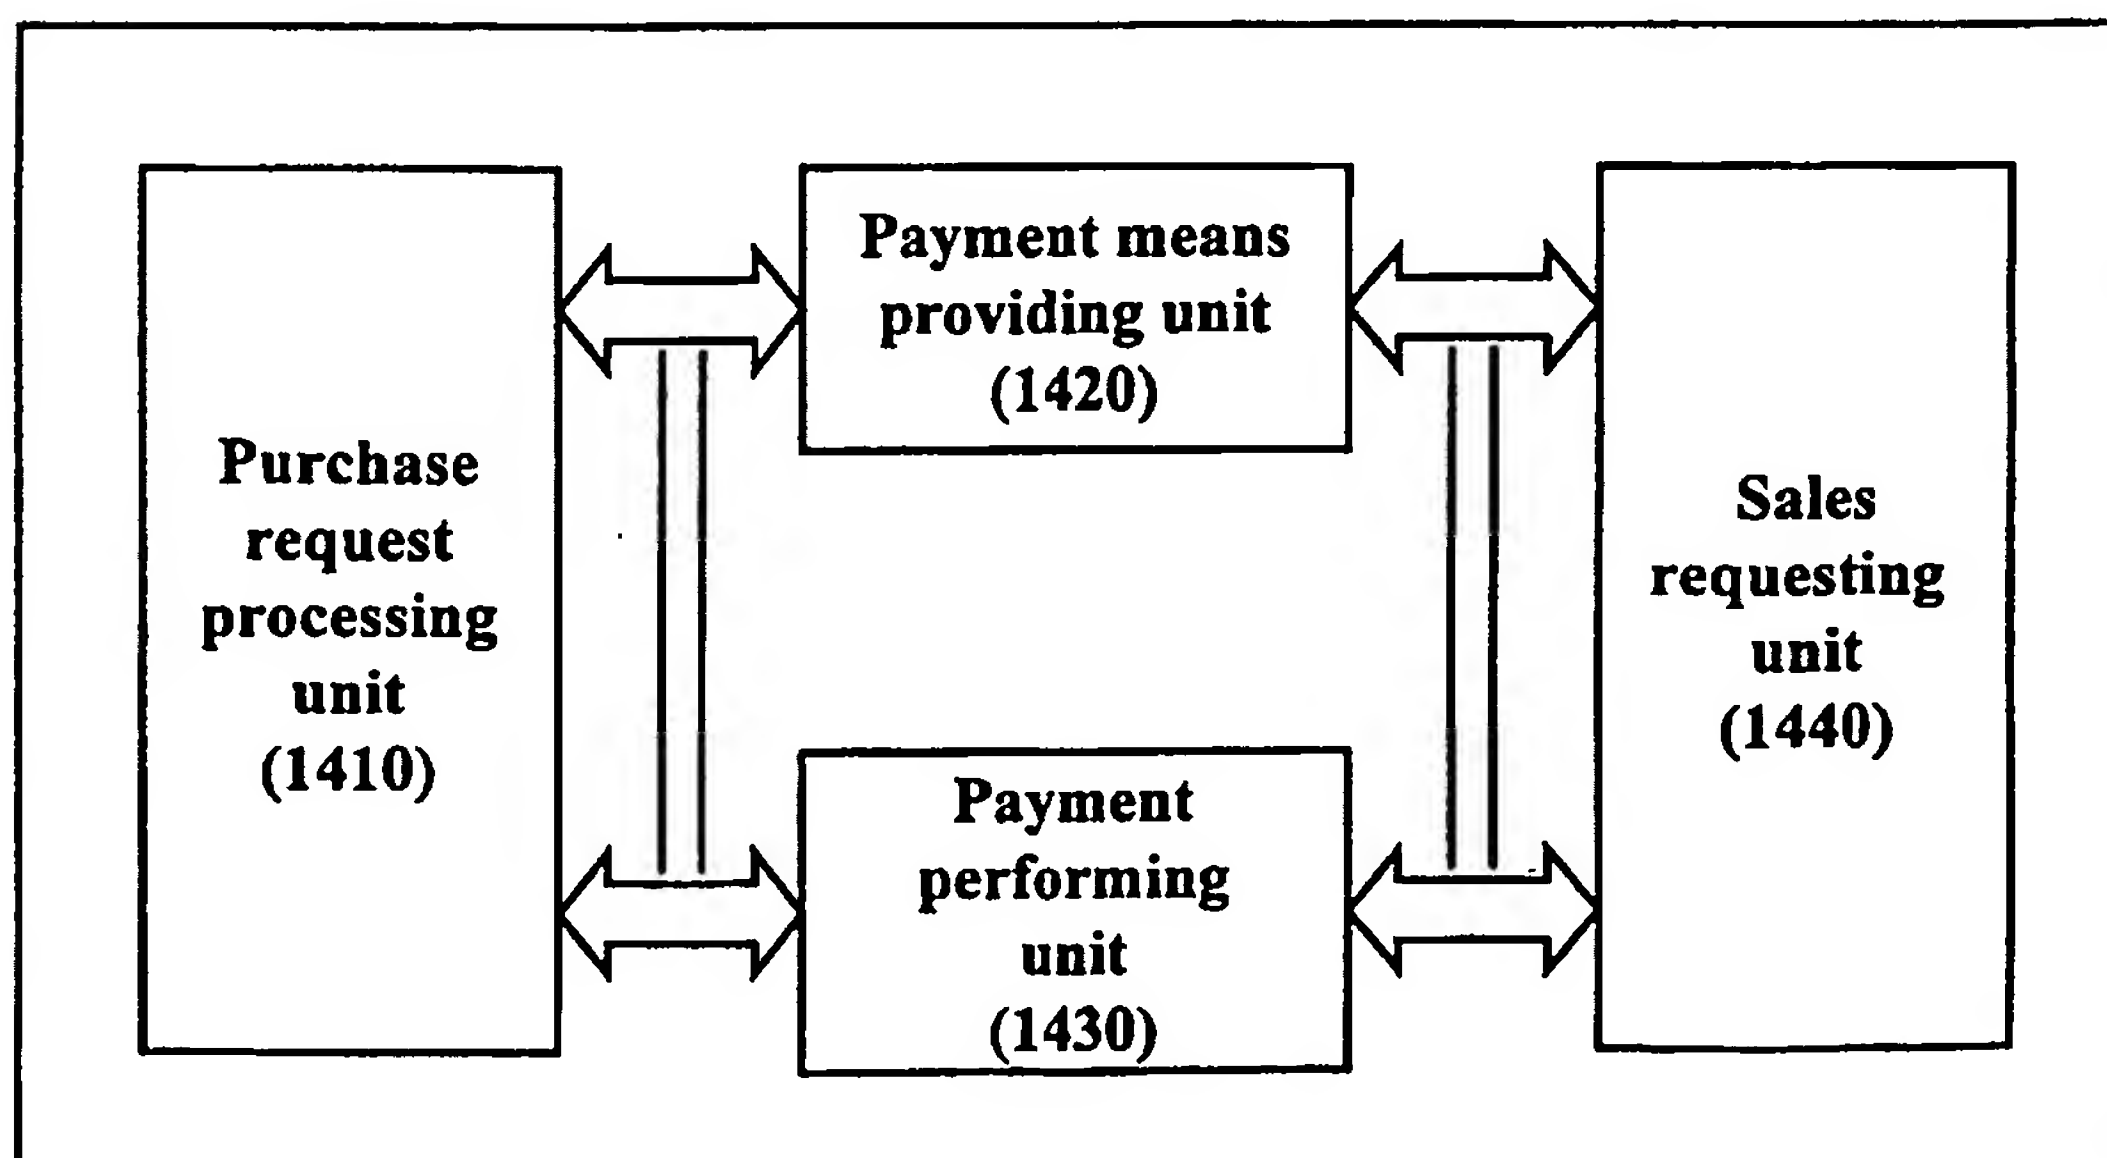 Purchase
request
processing
unit
(1410)
Payment means
providing unit
(1420)
Payment
performing
unit
(1430)
Sales
requesting
unit
(1440)